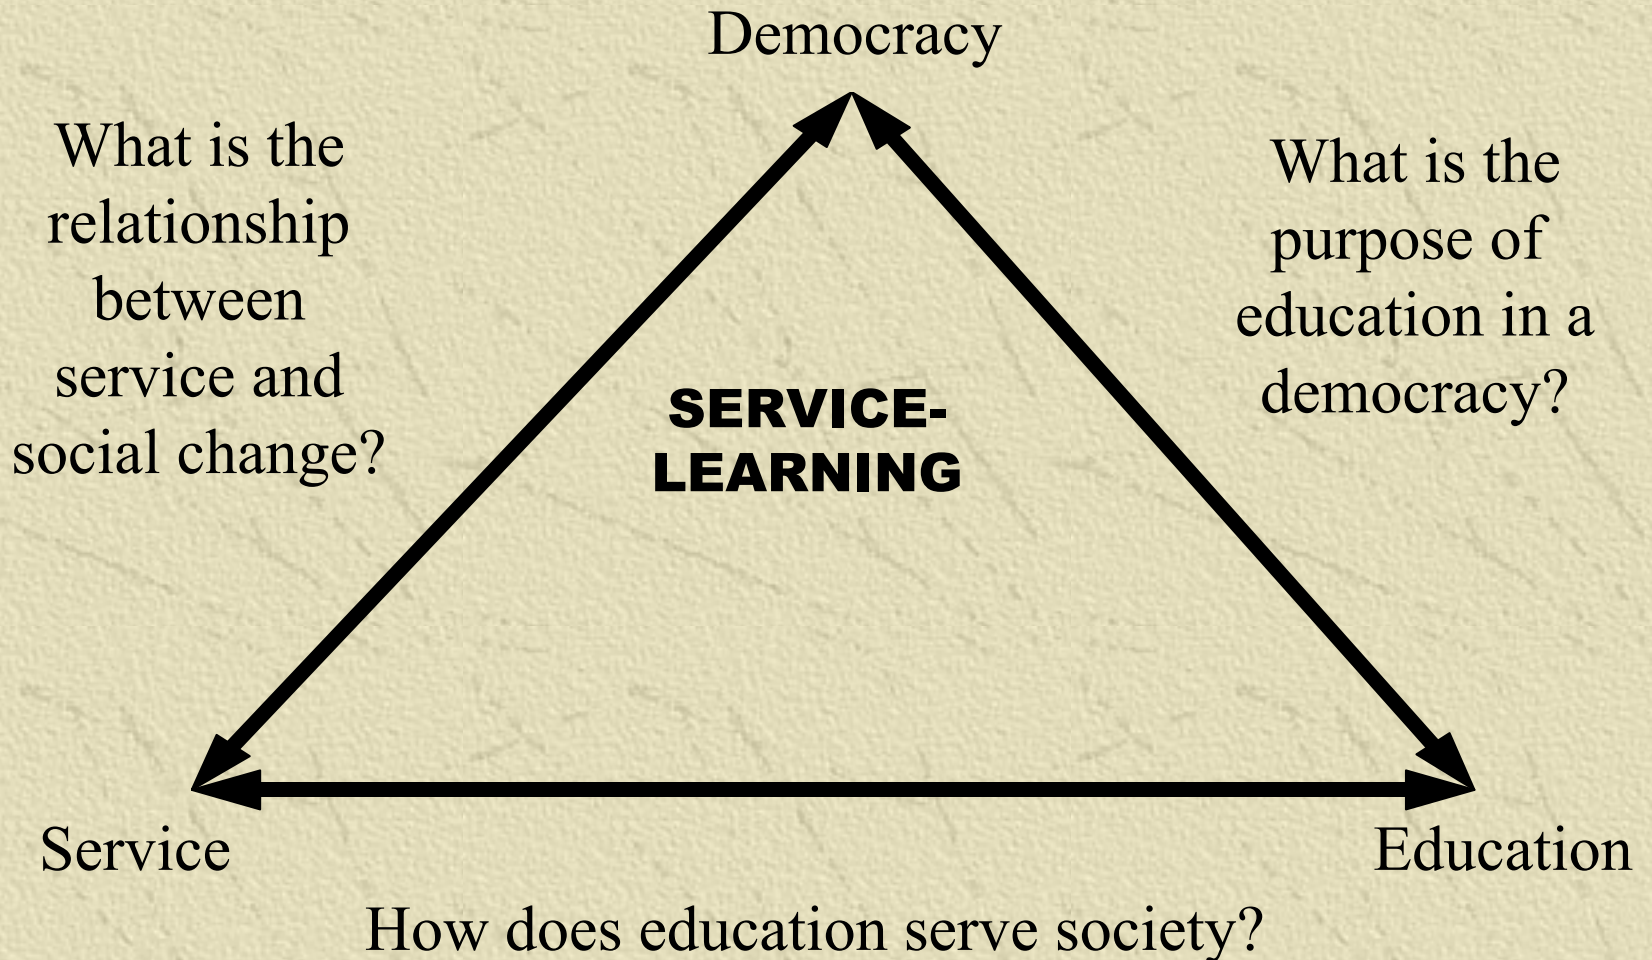 Democracy
What is the
relationship
between
service and
social change?
What is the
purpose of
education in a
democracy?
SERVICE-
LEARNING
Service
Education
How does education serve society?